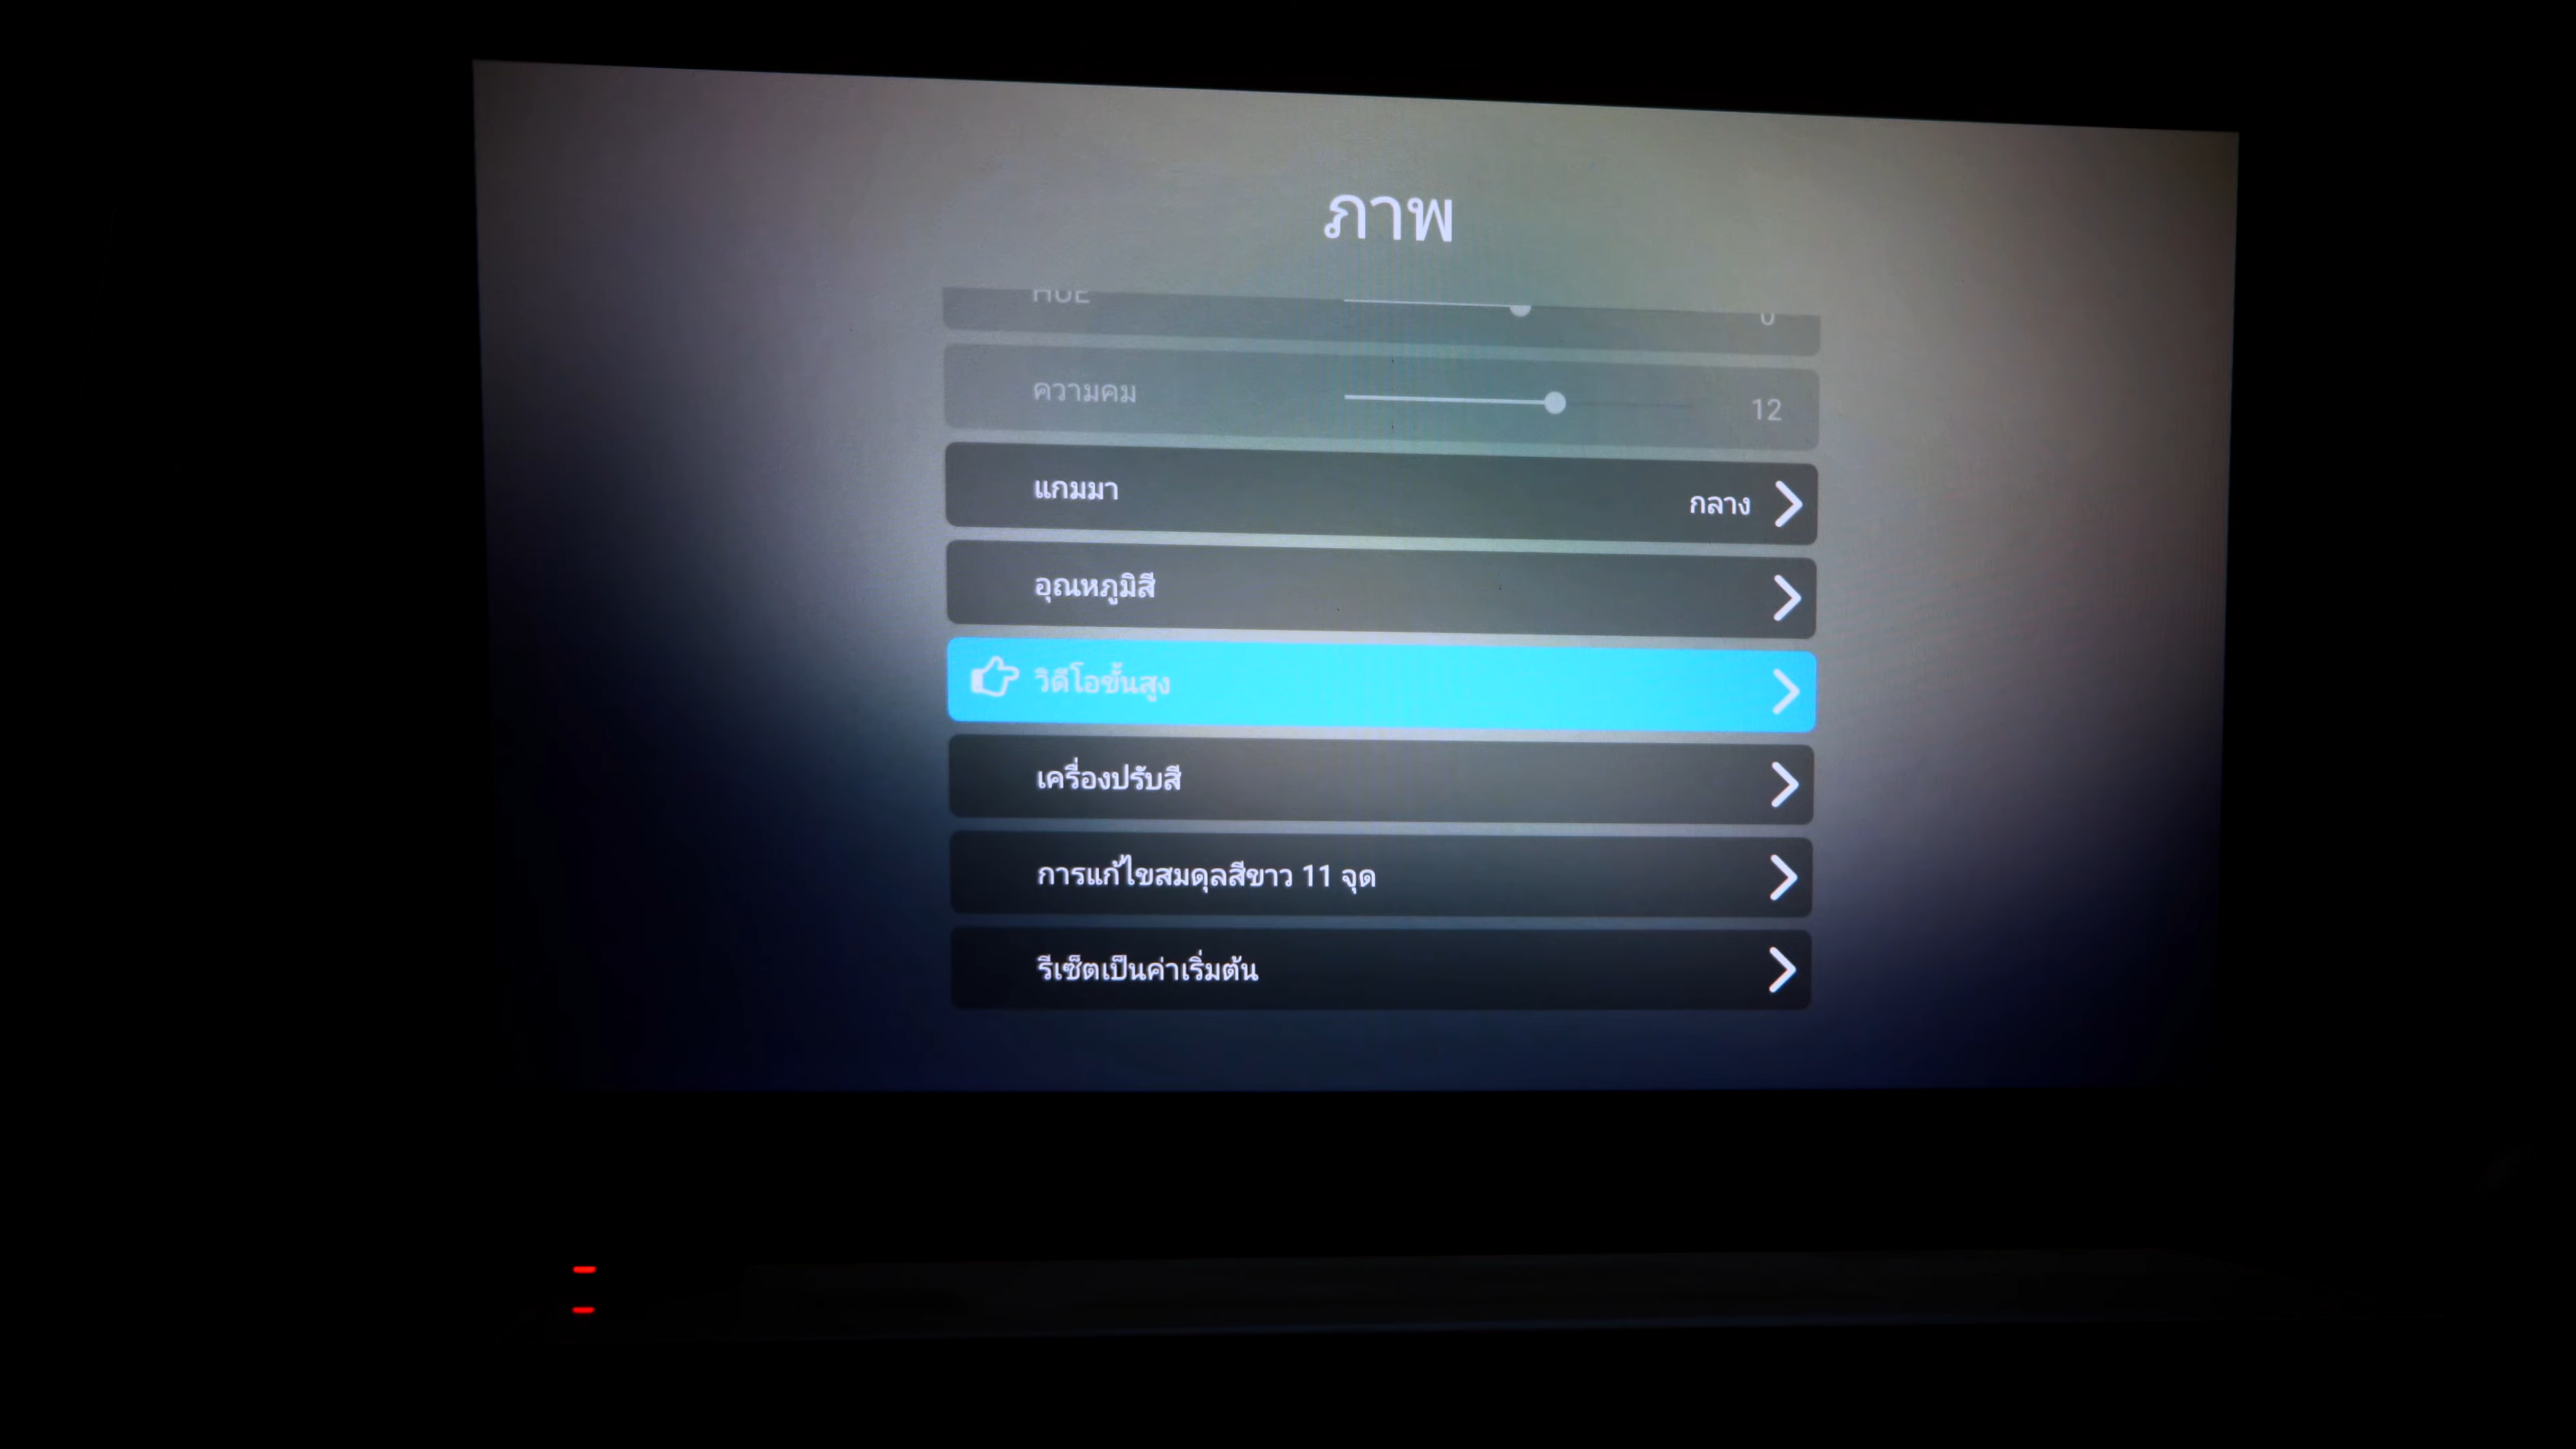 ภาพ
HUE 0
ความคม 12
แกมมา กลาง
อุณหภูมิสี
วิดีโอขั้นสูง
เครื่องปรับสี
การแก้ไขสมดุลสีขาว 11 จุด
รีเซ็ตเป็นค่าเริ่มต้น